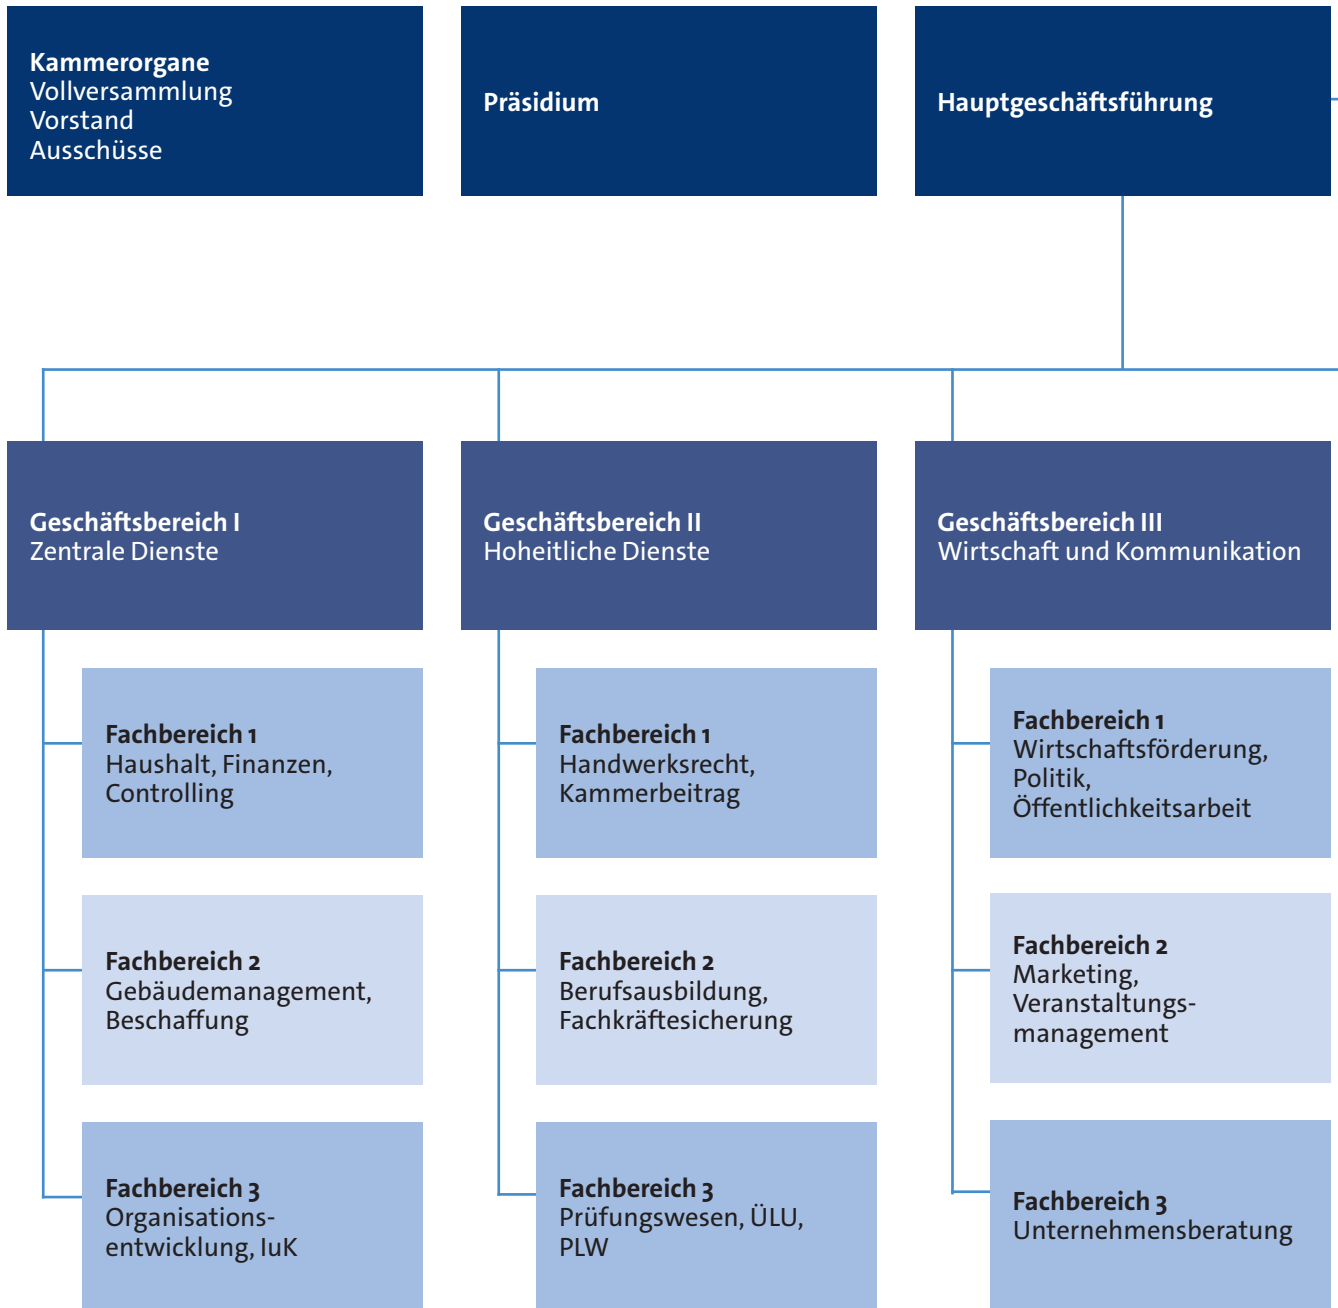 Kammerorgane
Vollversammlung
Vorstand
Ausschüsse
Präsidium
Hauptgeschäftsführung
Geschäftsbereich I
Zentrale Dienste
Geschäftsbereich II
Hoheitliche Dienste
Geschäftsbereich III
Wirtschaft und Kommunikation
Fachbereich 1
Haushalt, Finanzen,
Controlling
Fachbereich 1
Handwerksrecht,
Kammerbeitrag
Fachbereich 1
Wirtschaftsförderung,
Politik,
Öffentlichkeitsarbeit
Fachbereich 2
Gebäudemanagement,
Beschaffung
Fachbereich 2
Berufsausbildung,
Fachkräftesicherung
Fachbereich 2
Marketing,
Veranstaltungs-
management
Fachbereich 3
Organisations-
entwicklung, IuK
Fachbereich 3
Prüfungswesen, ÜLU,
PLW
Fachbereich 3
Unternehmensberatung